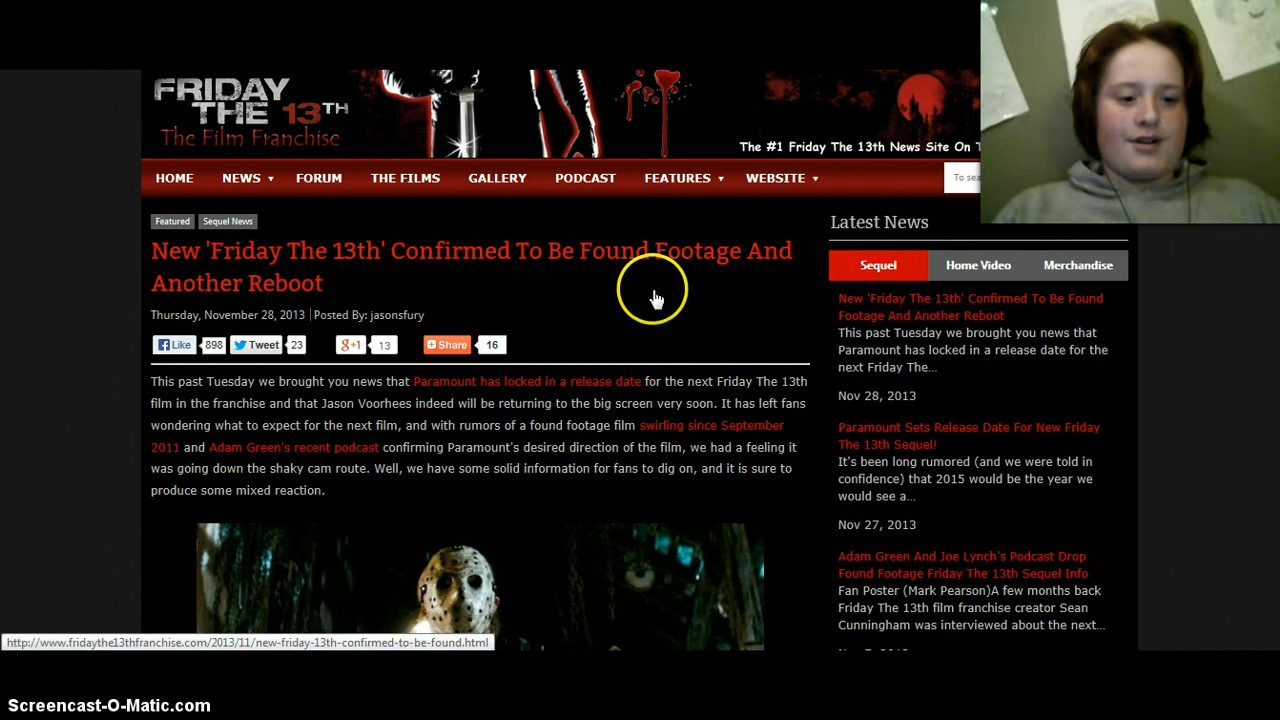 FRIDAY
THE 13TH
The Film Franchise
The #1 Friday The 13th News Site On
HOME NEWS FORUM THE FILMS GALLERY PODCAST FEATURES WEBSITE
To sea
Featured Sequel News
New 'Friday The 13th' Confirmed To Be Found Footage And
Another Reboot
Thursday, November 28, 2013 | Posted By: jasonsfury
Like 898 Tweet 23 +1 13 Share 16
This past Tuesday we brought you news that Paramount has locked in a release date for the next Friday The 13th
film in the franchise and that Jason Voorhees indeed will be returning to the big screen very soon. It has left fans
wondering what to expect for the next film, and with rumors of a found footage film swirling since September
2011 and Adam Green's recent podcast confirming Paramount's desired direction of the film, we had a feeling it
was going down the shaky cam route. Well, we have some solid information for fans to dig on, and it is sure to
produce some mixed reaction.
Latest News
Sequel Home Video Merchandise
New 'Friday The 13th' Confirmed To Be Found
Footage And Another Reboot
This past Tuesday we brought you news that
Paramount has locked in a release date for the
next Friday The...
Nov 28, 2013
Paramount Sets Release Date For New Friday
The 13th Sequel!
It's been long rumored (and we were told in
confidence) that 2015 would be the year we
would see a...
Nov 27, 2013
Adam Green And Joe Lynch's Podcast Drop
Found Footage Friday The 13th Sequel Info
Fan Poster (Mark Pearson)A few months back
Friday The 13th film franchise creator Sean
Cunningham was interviewed about the next...
http://www.fridaythe13thfranchise.com/2013/11/new-friday-13th-confirmed-to-be-found.html
Screencast-O-Matic.com